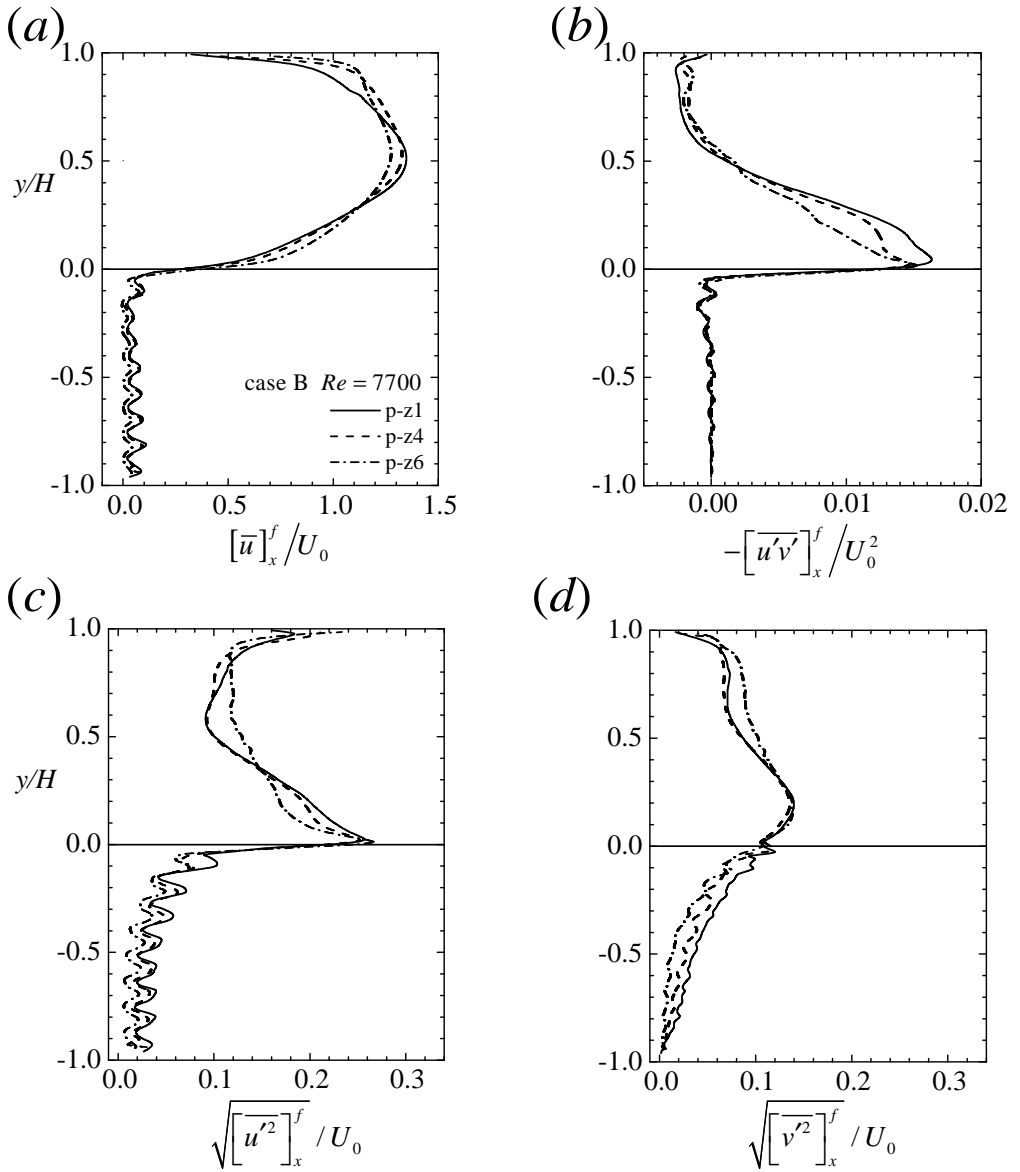 (a)
1.0
0.5
y/H
0.0
-0.5
-1.0
case B Re = 7700
p-z1
p-z4
p-z6
0.0 0.5 1.0 1.5
[u̅]ₓᶠ/U₀
(b)
1.0
0.5
0.0
-0.5
-1.0
0.00 0.01 0.02
−[u′v′‾]ₓᶠ/U₀²
(c)
1.0
0.5
y/H
0.0
-0.5
-1.0
0.0 0.1 0.2 0.3
√[u′²‾]ₓᶠ / U₀
(d)
1.0
0.5
0.0
-0.5
-1.0
0.0 0.1 0.2 0.3
√[v′²‾]ₓᶠ / U₀